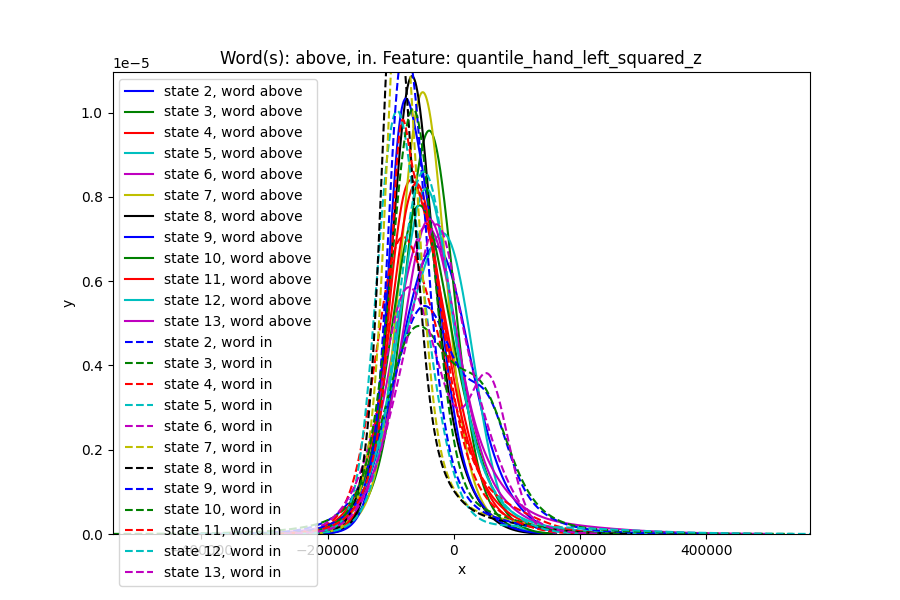 Word(s): above, in. Feature: quantile_hand_left_squared_z
1e−5
1.0
0.8
0.6
0.4
0.2
0.0
y
state 2, word above
state 3, word above
state 4, word above
state 5, word above
state 6, word above
state 7, word above
state 8, word above
state 9, word above
state 10, word above
state 11, word above
state 12, word above
state 13, word above
state 2, word in
state 3, word in
state 4, word in
state 5, word in
state 6, word in
state 7, word in
state 8, word in
state 9, word in
state 10, word in
state 11, word in
state 12, word in
state 13, word in
−200000 0 200000 400000
x